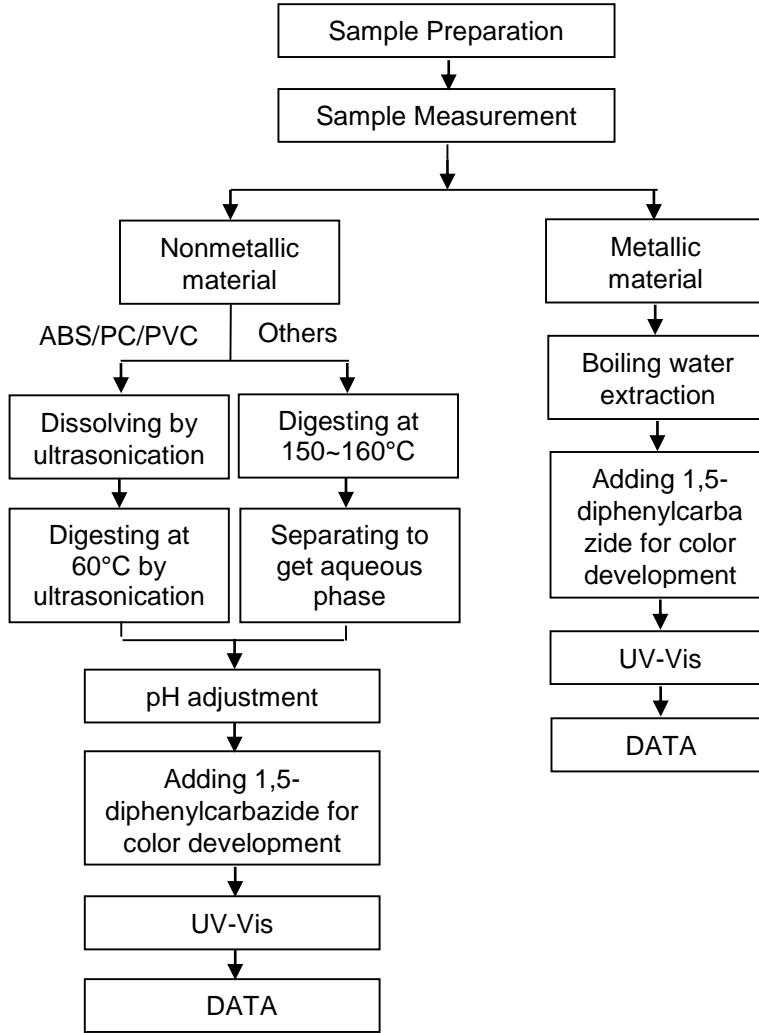 Sample Preparation
Sample Measurement
Nonmetallic
material
Metallic
material
ABS/PC/PVC
Others
Dissolving by
ultrasonication
Digesting at
150~160°C
Boiling water
extraction
Digesting at
60°C by
ultrasonication
Separating to
get aqueous
phase
Adding 1,5-
diphenylcarba
zide for color
development
pH adjustment
UV-Vis
DATA
Adding 1,5-
diphenylcarbazide for
color development
UV-Vis
DATA